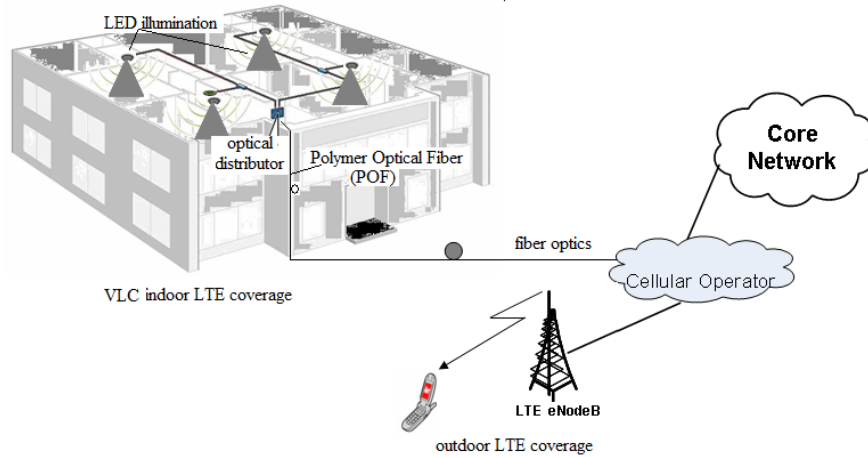 LED illumination
optical
distributor
Polymer Optical Fiber
(POF)
Core
Network
fiber optics
Cellular Operator
VLC indoor LTE coverage
LTE eNodeB
outdoor LTE coverage